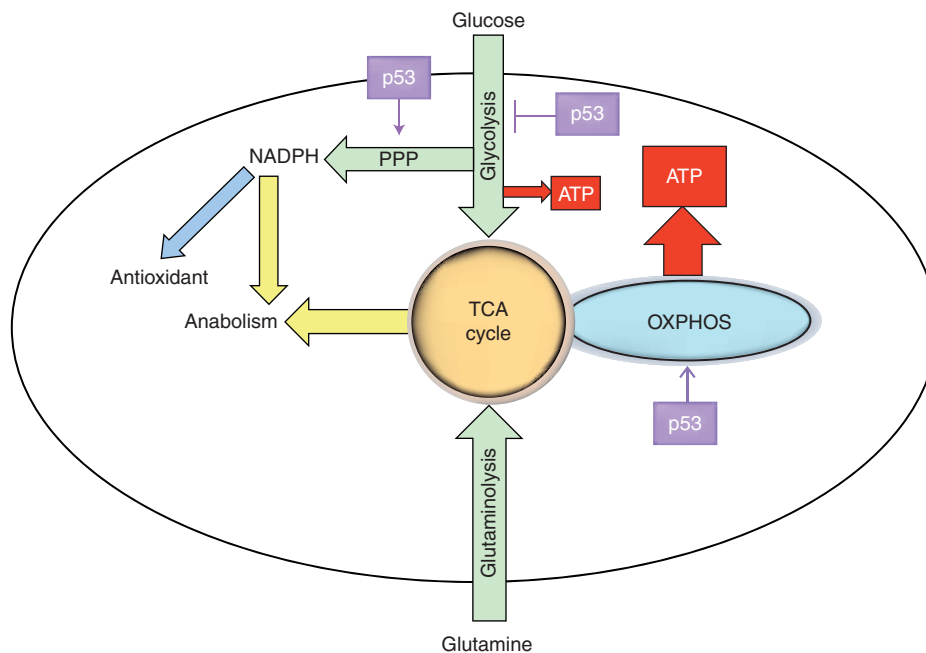 Glucose
p53
Glycolysis
p53
NADPH
PPP
ATP
ATP
Antioxidant
Anabolism
TCA
cycle
OXPHOS
p53
Glutaminolysis
Glutamine